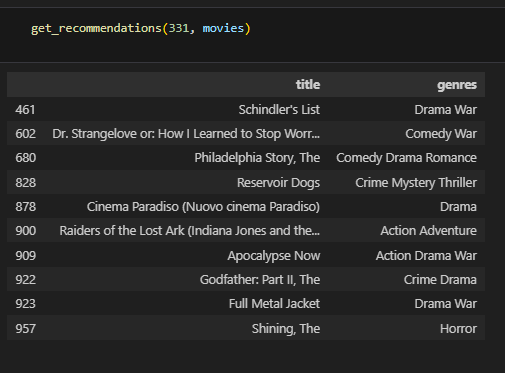 get_recommendations(331, movies)
title genres
461 Schindler's List Drama War
602 Dr. Strangelove or: How I Learned to Stop Worr... Comedy War
680 Philadelphia Story, The Comedy Drama Romance
828 Reservoir Dogs Crime Mystery Thriller
878 Cinema Paradiso (Nuovo cinema Paradiso) Drama
900 Raiders of the Lost Ark (Indiana Jones and the... Action Adventure
909 Apocalypse Now Action Drama War
922 Godfather: Part II, The Crime Drama
923 Full Metal Jacket Drama War
957 Shining, The Horror